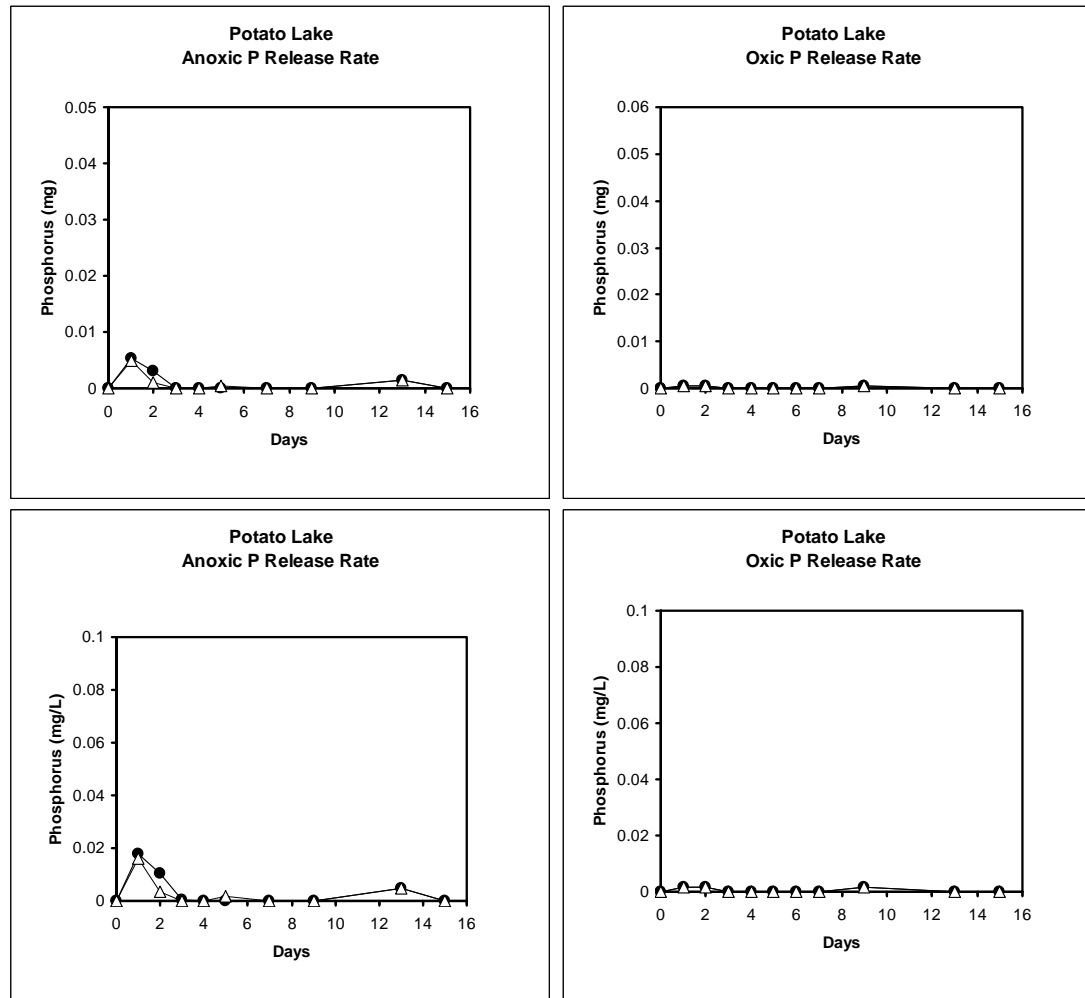 Potato Lake
Anoxic P Release Rate
0.05
0.04
0.03
0.02
0.01
0
Phosphorus (mg)
0 2 4 6 8 10 12 14 16
Days
Potato Lake
Oxic P Release Rate
0.06
0.05
0.04
0.03
0.02
0.01
0
Phosphorus (mg)
0 2 4 6 8 10 12 14 16
Days
Potato Lake
Anoxic P Release Rate
0.1
0.08
0.06
0.04
0.02
0
Phosphorus (mg/L)
0 2 4 6 8 10 12 14 16
Days
Potato Lake
Oxic P Release Rate
0.1
0.08
0.06
0.04
0.02
0
Phosphorus (mg/L)
0 2 4 6 8 10 12 14 16
Days